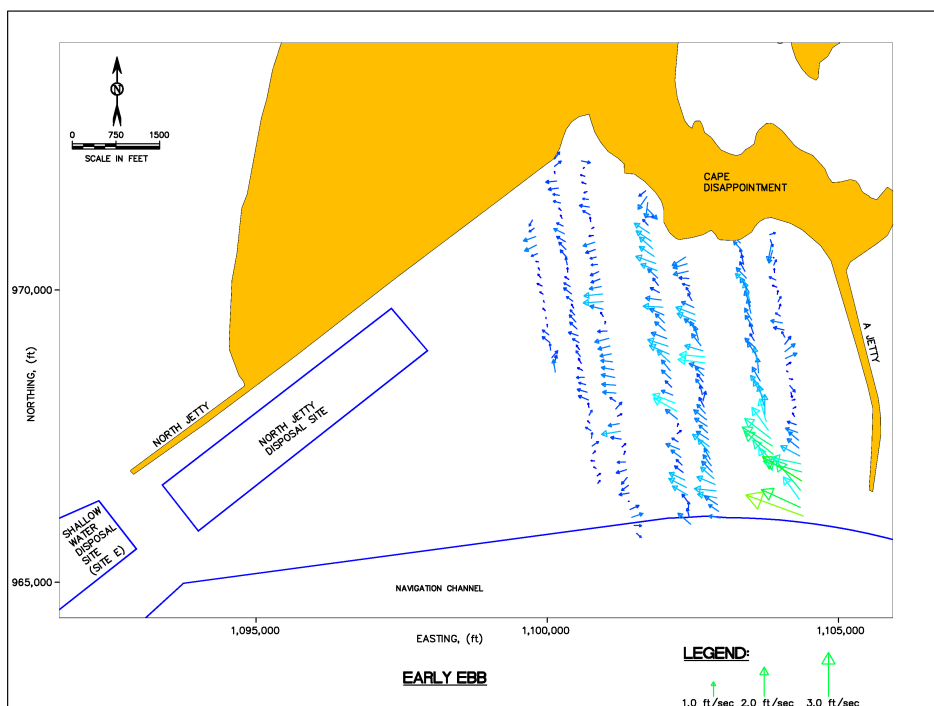 N
0 750 1500
SCALE IN FEET
CAPE
DISAPPOINTMENT
970,000
NORTHING, (ft)
A JETTY
NORTH JETTY
NORTH JETTY
DISPOSAL SITE
SHALLOW
WATER
DISPOSAL
SITE
(SITE E)
965,000
NAVIGATION CHANNEL
1,095,000 1,100,000 1,105,000
EASTING, (ft)
EARLY EBB
LEGEND:
1.0 ft/sec 2.0 ft/sec 3.0 ft/sec